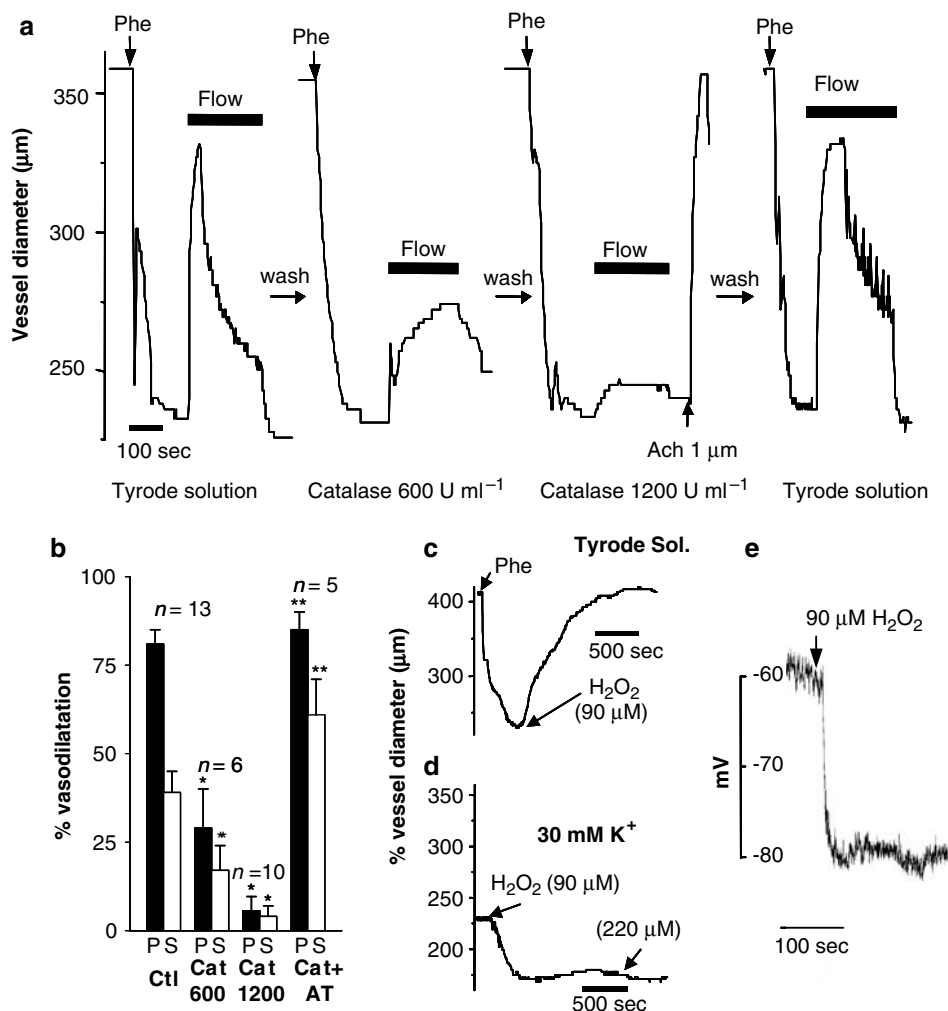 a
Phe
Phe
Phe
Phe
Flow
Flow
Flow
Flow
350
300
250
Vessel diameter (μm)
wash
wash
wash
100 sec
Ach 1 μm
Tyrode solution
Catalase 600 U ml⁻¹
Catalase 1200 U ml⁻¹
Tyrode solution
b
100
75
50
25
0
% vasodilatation
n = 13
n = 6
n = 10
n = 5
*
*
*
*
**
**
P S P S P S P S
Ctl
Cat 600
Cat 1200
Cat+ AT
c
Tyrode Sol.
Phe
400
300
500 sec
H₂O₂
(90 μM)
% vessel diameter (μm)
d
350
300
250
225
175
30 mM K⁺
H₂O₂ (90 μM)
(220 μM)
500 sec
e
90 μM H₂O₂
-60
-70
-80
mV
100 sec